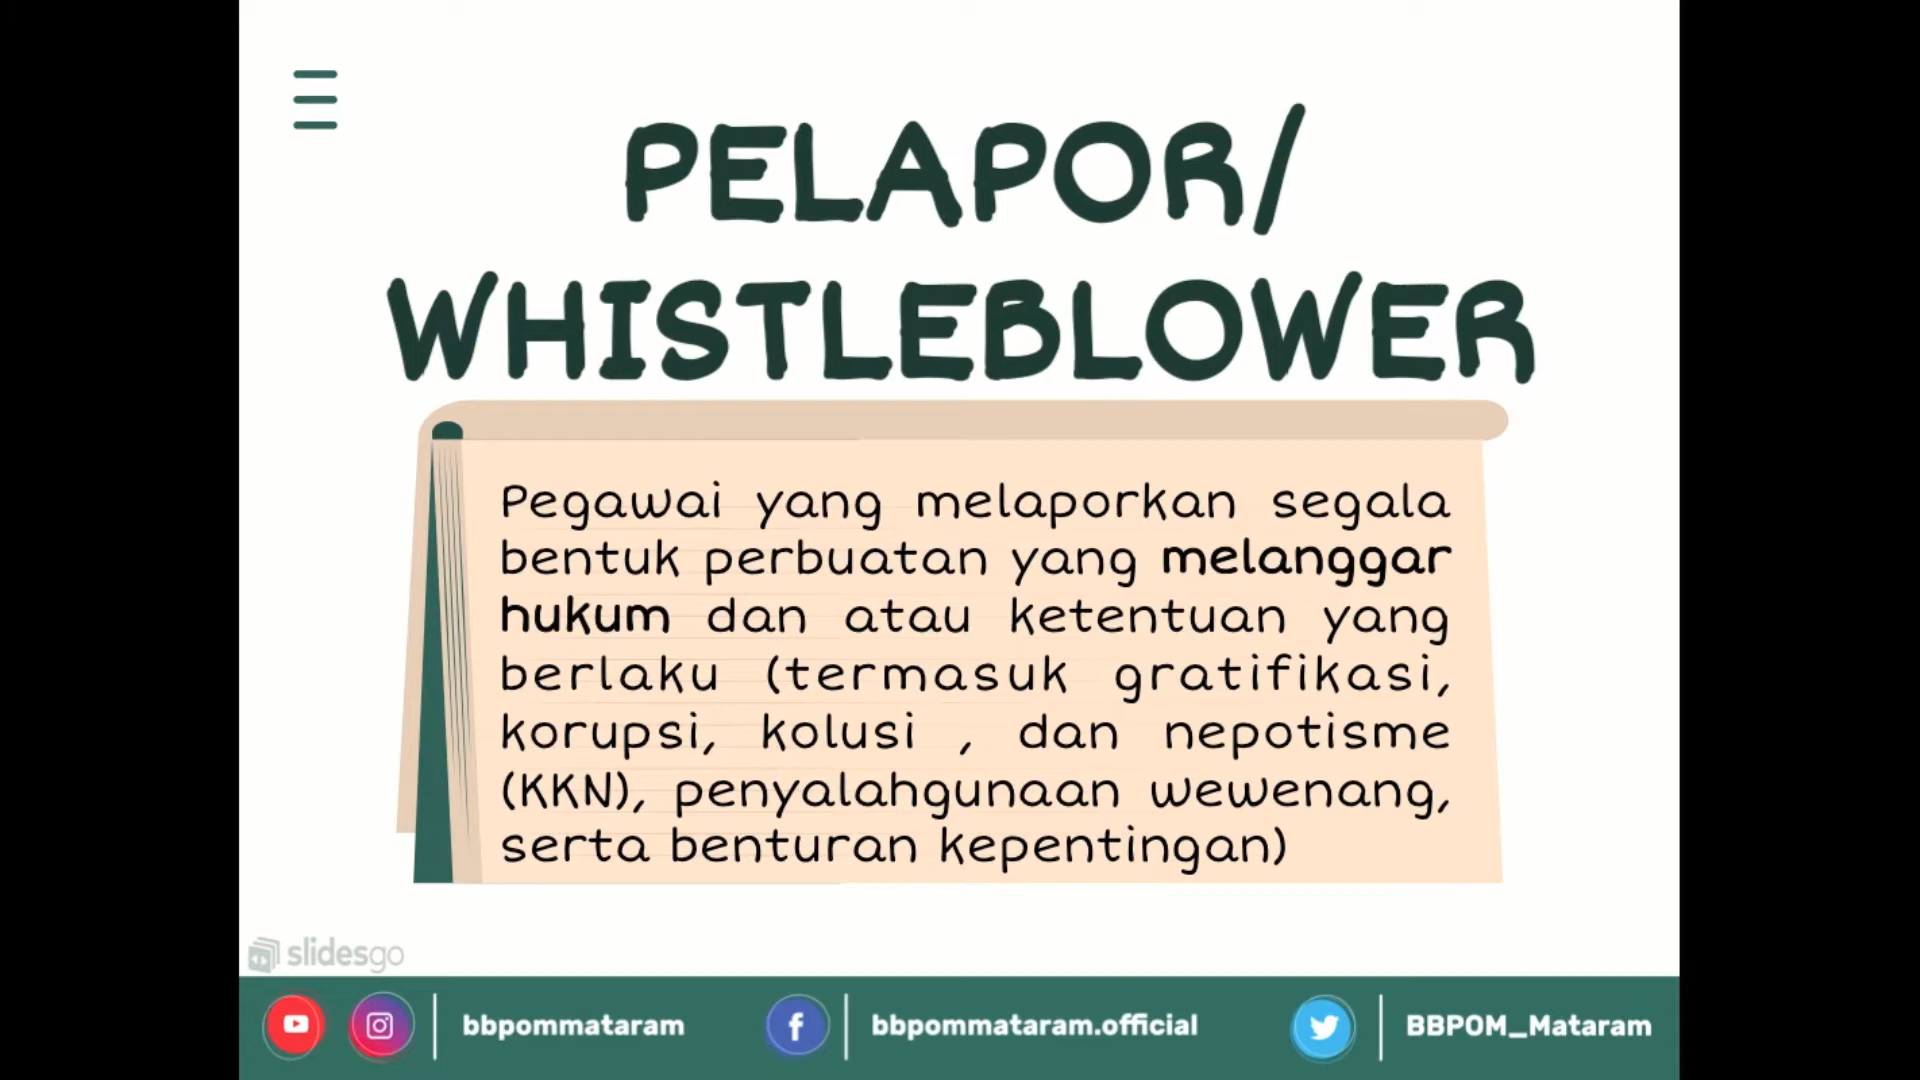 PELAPOR/
WHISTLEBLOWER
Pegawai yang melaporkan segala
bentuk perbuatan yang melanggar
hukum dan atau ketentuan yang
berlaku (termasuk gratifikasi,
korupsi, kolusi , dan nepotisme
(KKN), penyalahgunaan wewenang,
serta benturan kepentingan)
slidesgo
bbpommataram
bbpommataram.official
BBPOM_Mataram